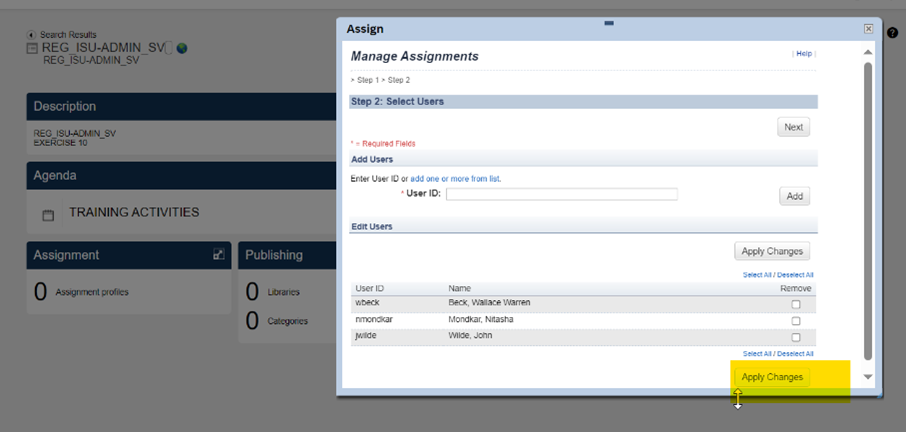 Search Results
REG_ISU-ADMIN_SV
REG_ISU-ADMIN_SV
Description
REG_ISU-ADMIN_SV
EXERCISE 10
Agenda
TRAINING ACTIVITIES
Assignment
0 Assignment profiles
Publishing
0 Libraries
0 Categories
Assign
Manage Assignments
| Help |
> Step 1 > Step 2
Step 2: Select Users
Next
* = Required Fields
Add Users
Enter User ID or add one or more from list.
* User ID:
Add
Edit Users
Apply Changes
Select All / Deselect All
User ID Name Remove
wbeck Beck, Wallace Warren
nmondkar Mondkar, Nitasha
jwilde Wilde, John
Select All / Deselect All
Apply Changes
?